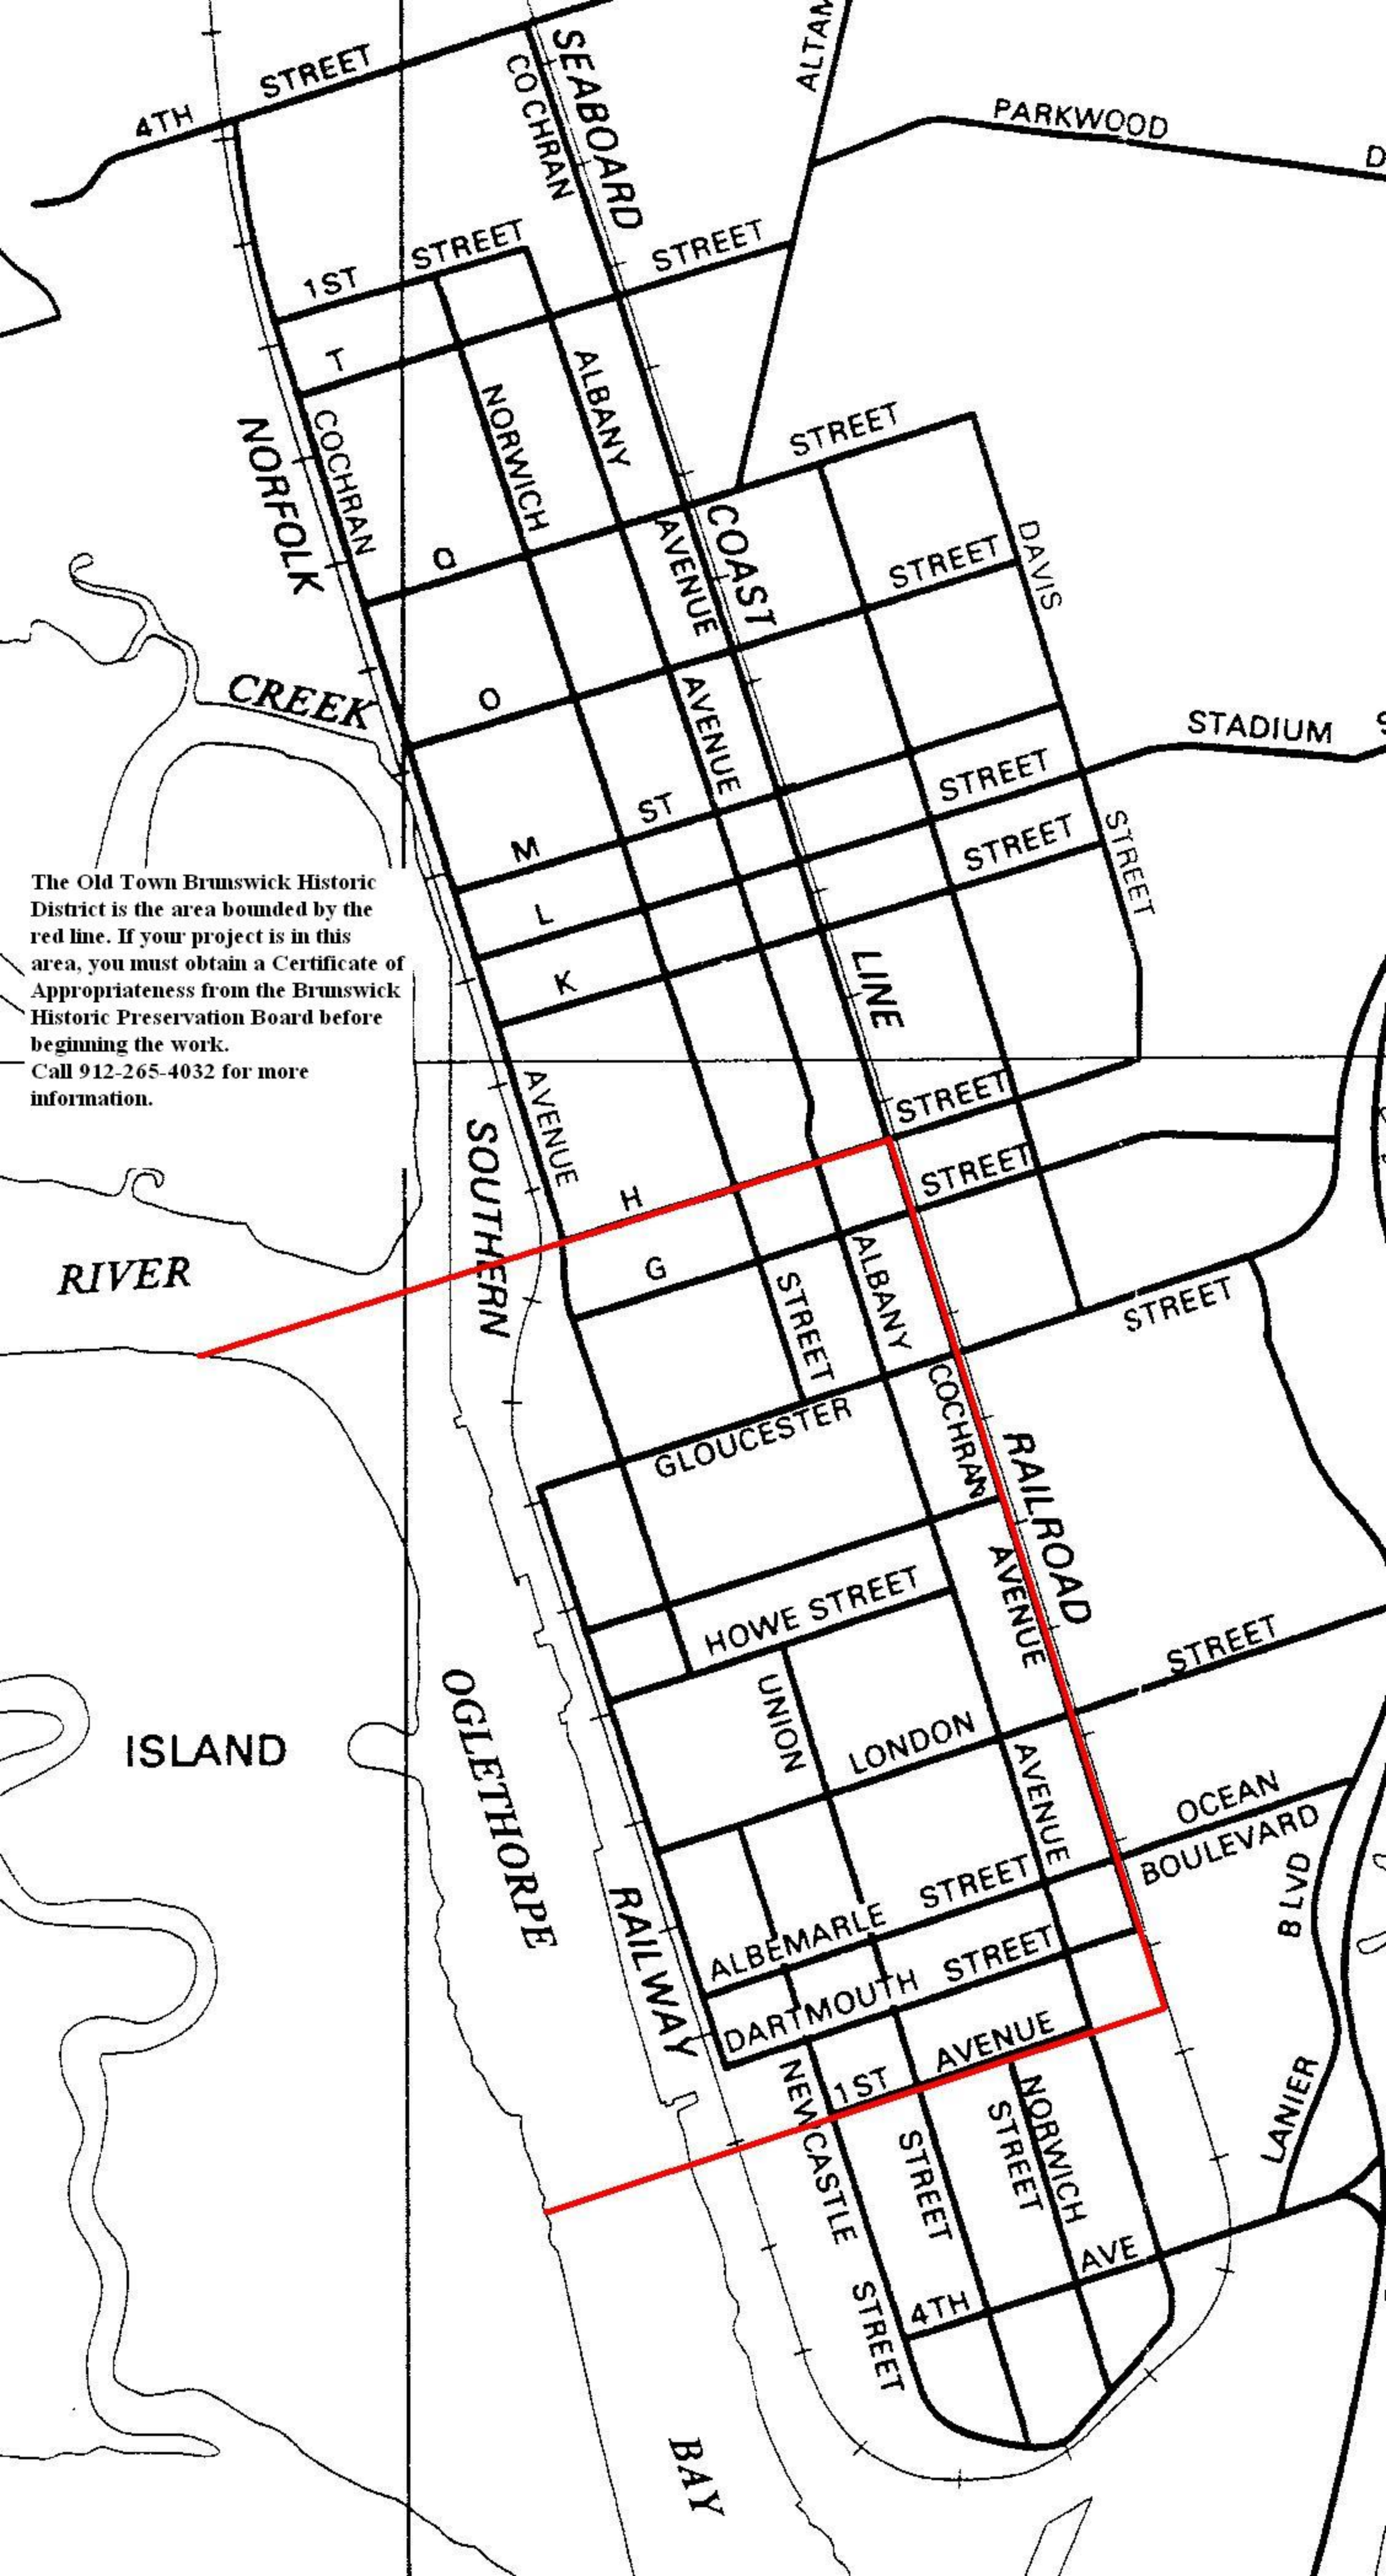 SEABOARD
ALTAM
4TH STREET
COCHRAN
PARKWOOD D
1ST STREET
STREET
T
ALBANY
NORWICH
COCHRAN
NORFOLK
STREET
Q
AVENUE
COAST
DAVIS
STREET
O
CREEK
AVENUE
STADIUM S
ST
M
STREET
L
STREET
STREET
K
LINE
The Old Town Brunswick Historic
District is the area bounded by the
red line. If your project is in this
area, you must obtain a Certificate of
Appropriateness from the Brunswick
Historic Preservation Board before
beginning the work.
Call 912-265-4032 for more
information.
AVENUE
STREET
SOUTHERN
STREET
H
G
ALBANY
RIVER
STREET
STREET
COCHRAN
GLOUCESTER
RAILROAD
AVENUE
HOWE STREET
STREET
UNION
OGLETHORPE
ISLAND
LONDON
AVENUE
OCEAN
BOULEVARD
BLVD
STREET
ALBEMARLE
RAILWAY
STREET
DARTMOUTH
AVENUE
1ST
NEWCASTLE
NORWICH
STREET
STREET
LANIER
AVE
4TH
STREET
BAY